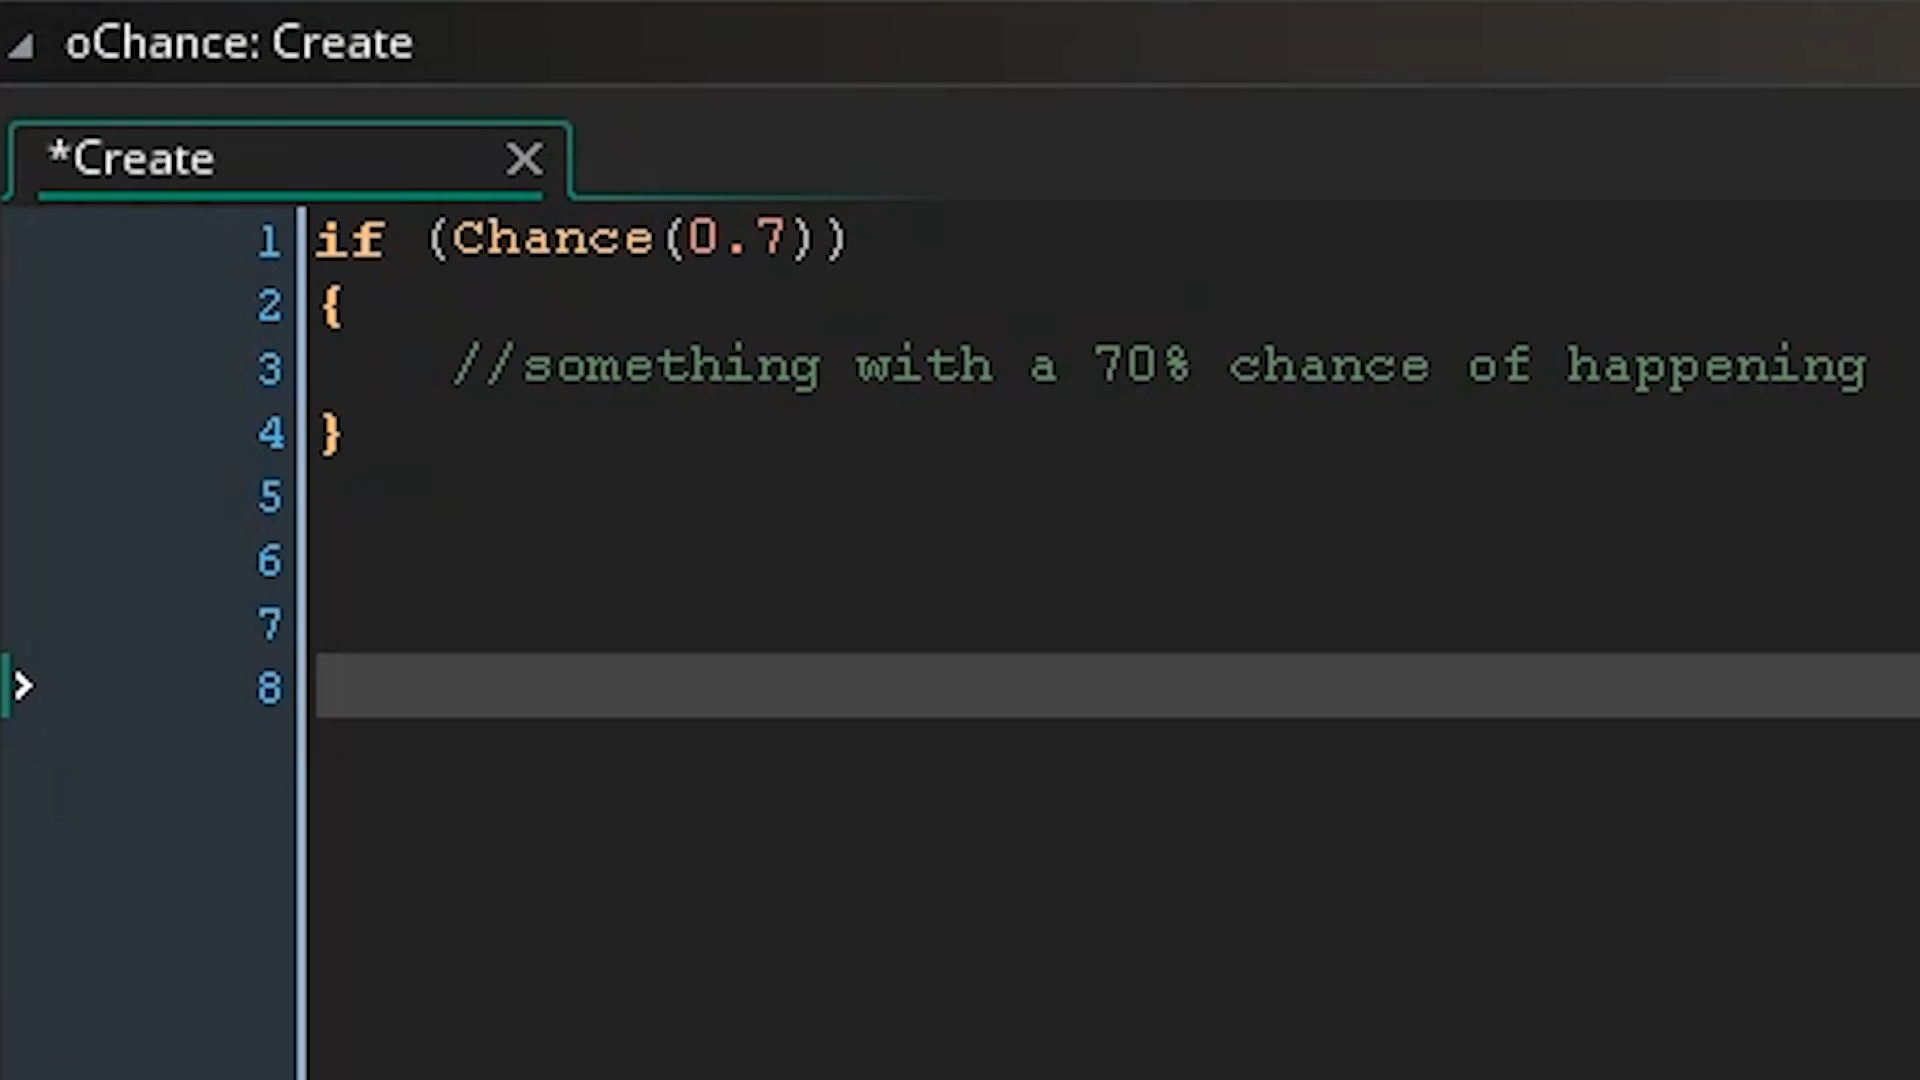 oChance: Create
*Create
1 if (Chance(0.7))
2 {
3 //something with a 70% chance of happening
4 }
5
6
7
8